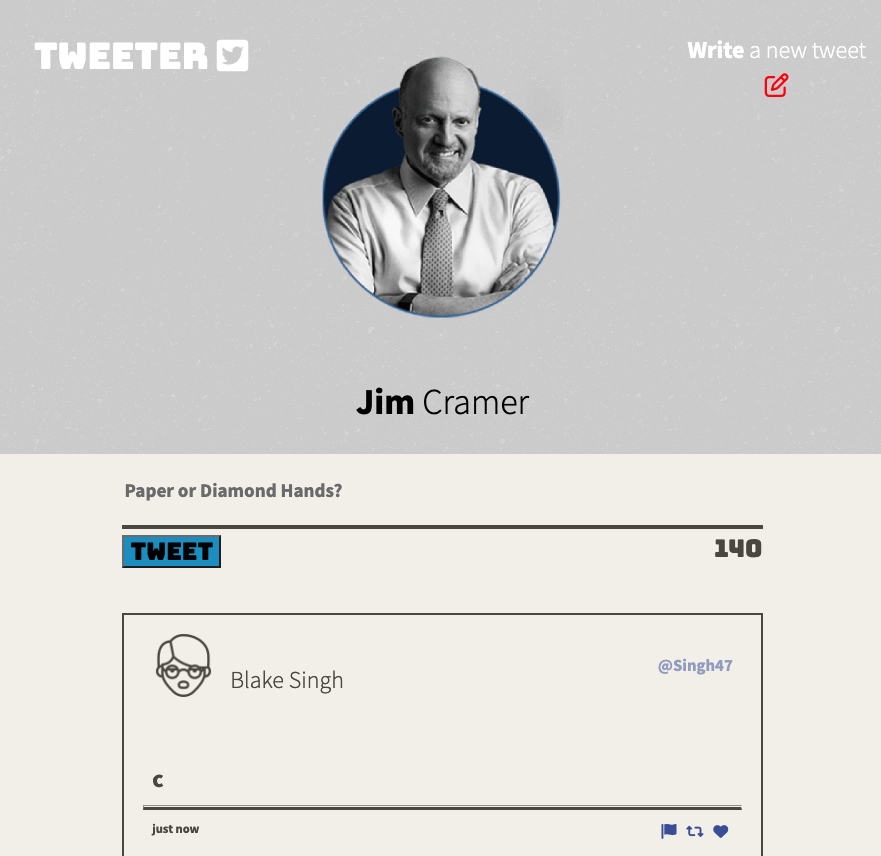 TWEETER
Write a new tweet
Jim Cramer
Paper or Diamond Hands?
TWEET
140
Blake Singh
@Singh47
c
just now